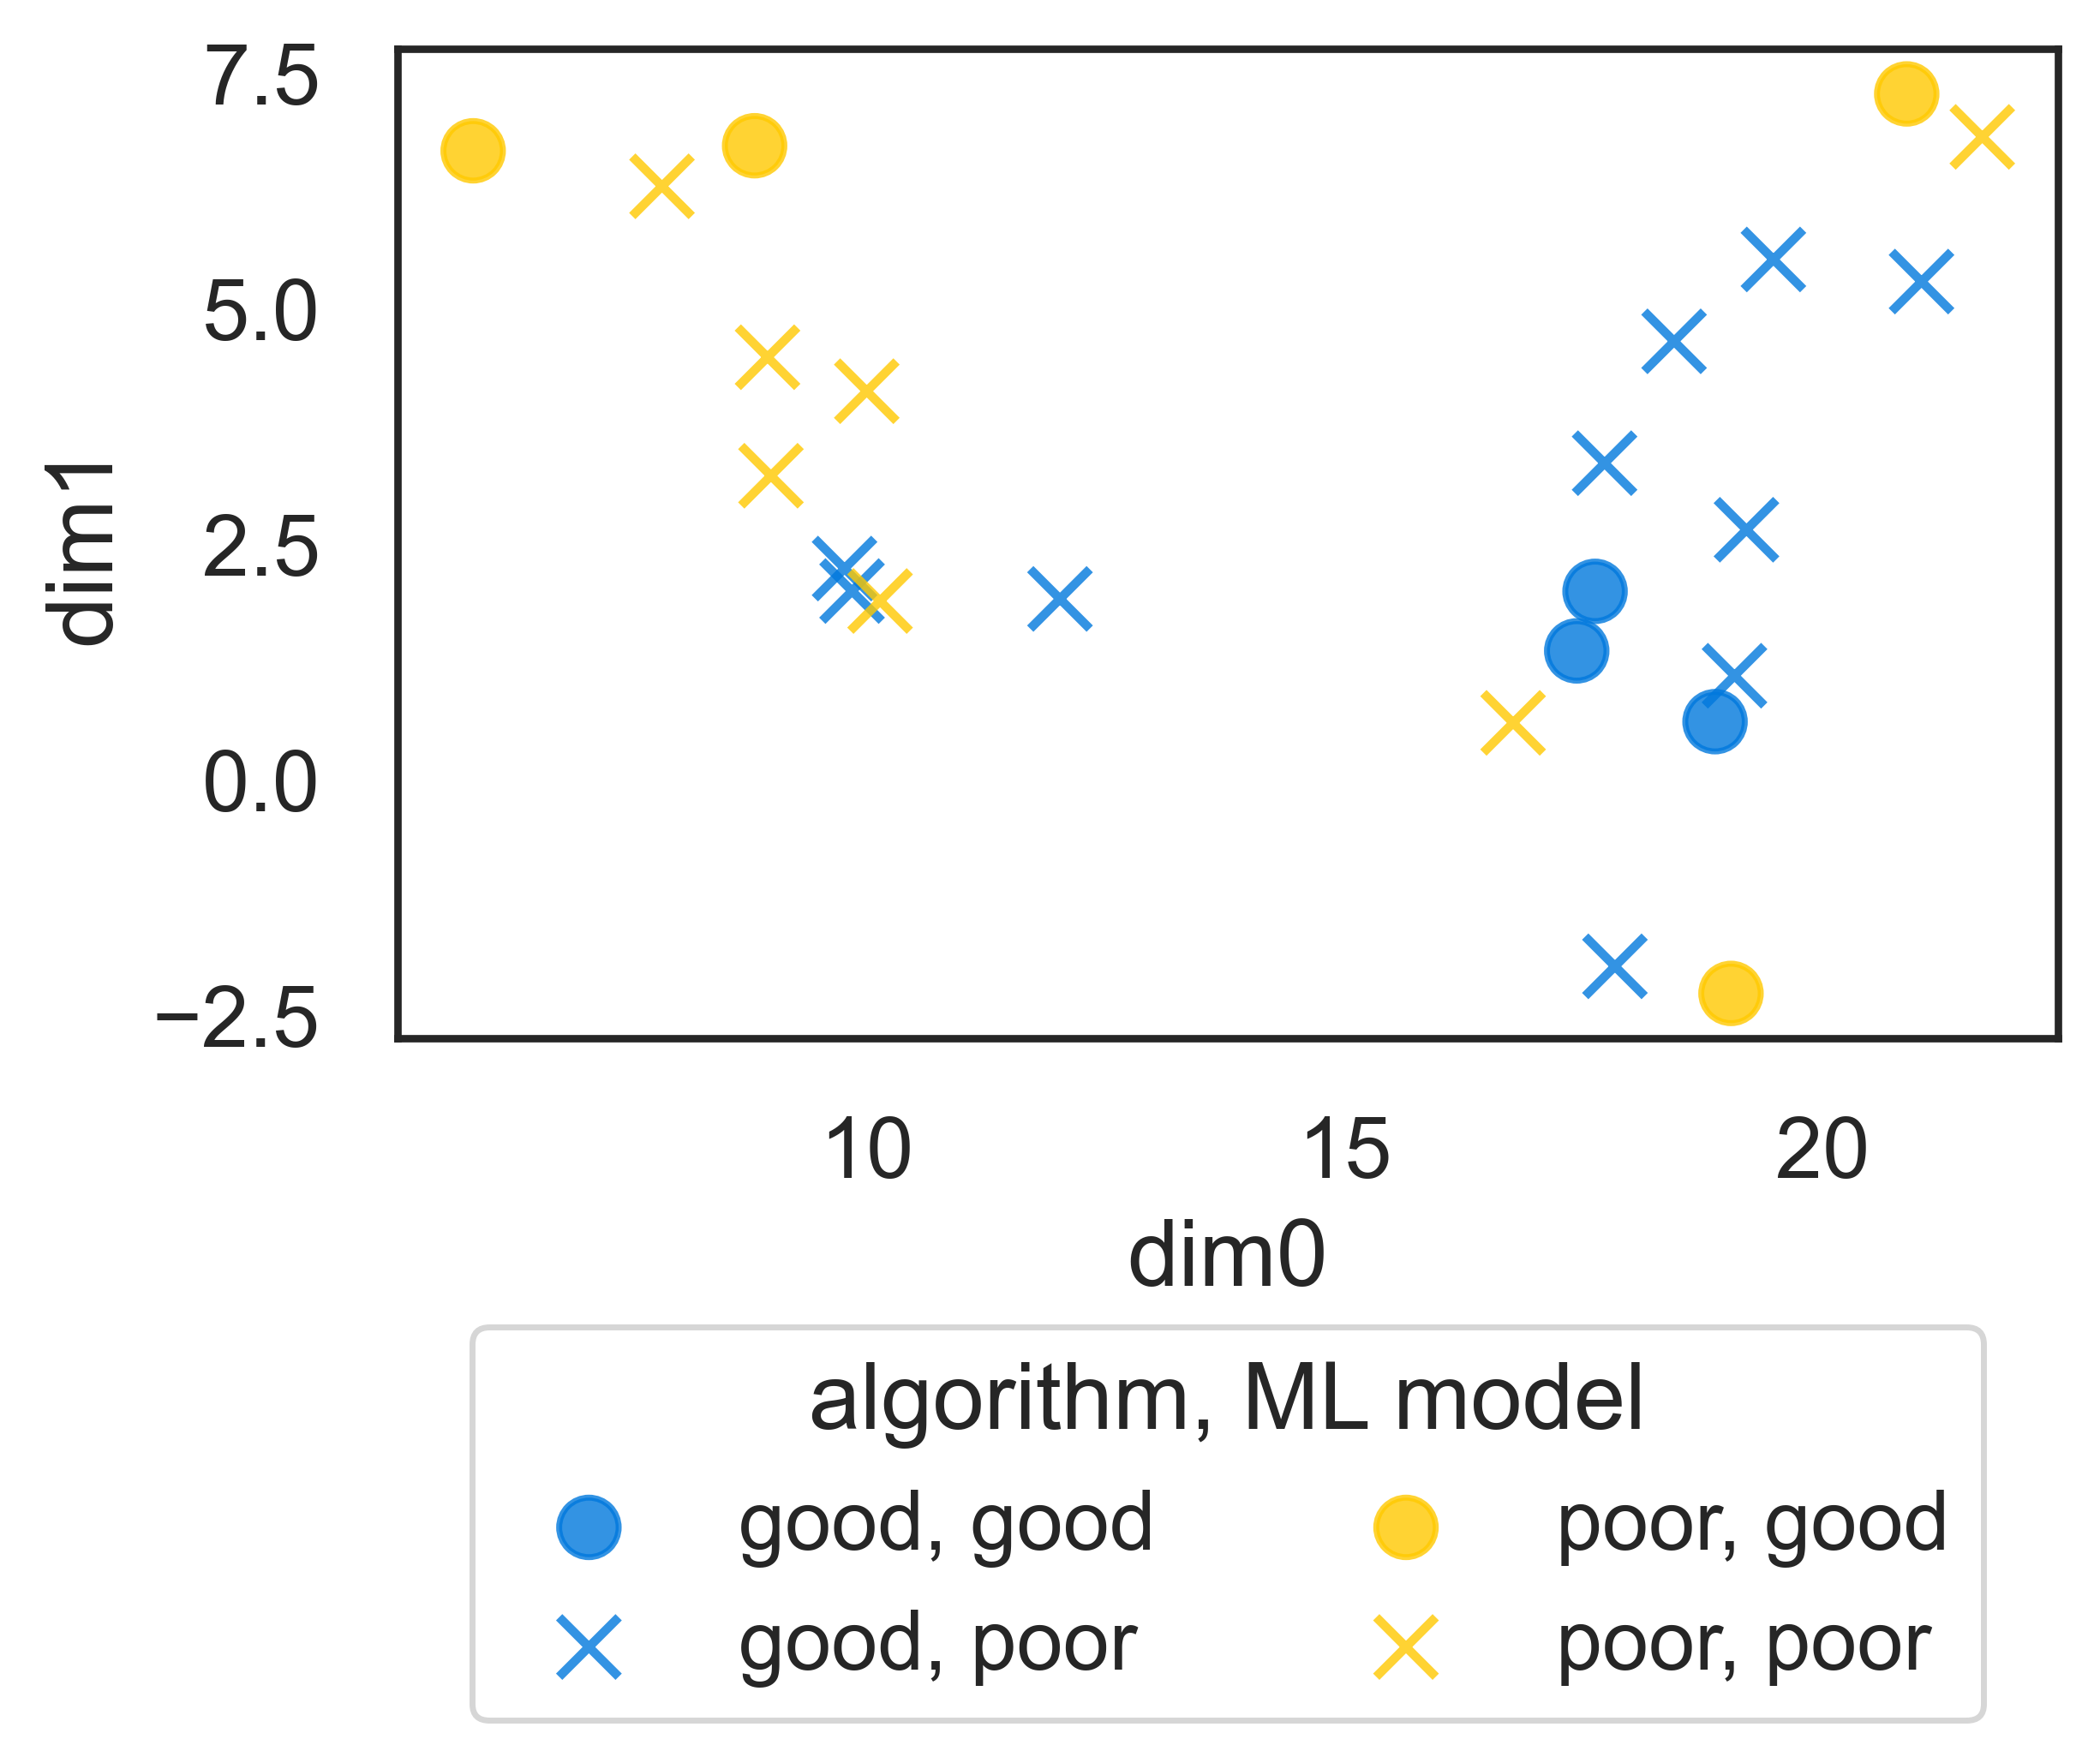 7.5
5.0
2.5
0.0
−2.5
dim1
10 15 20
dim0
algorithm, ML model
good, good poor, good
good, poor poor, poor